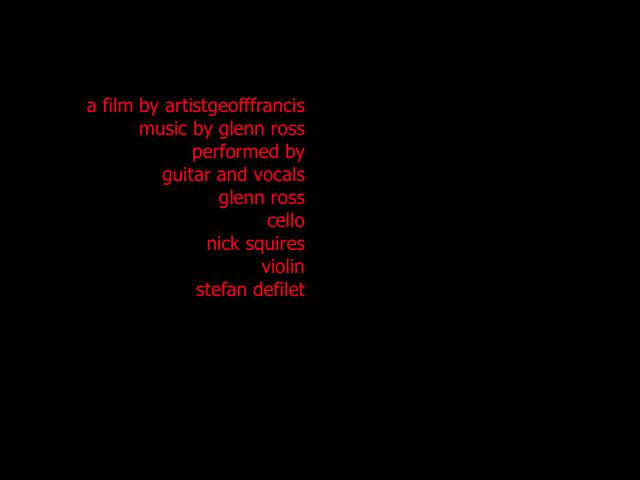 a film by artistgeofffrancis
music by glenn ross
performed by
guitar and vocals
glenn ross
cello
nick squires
violin
stefan defilet